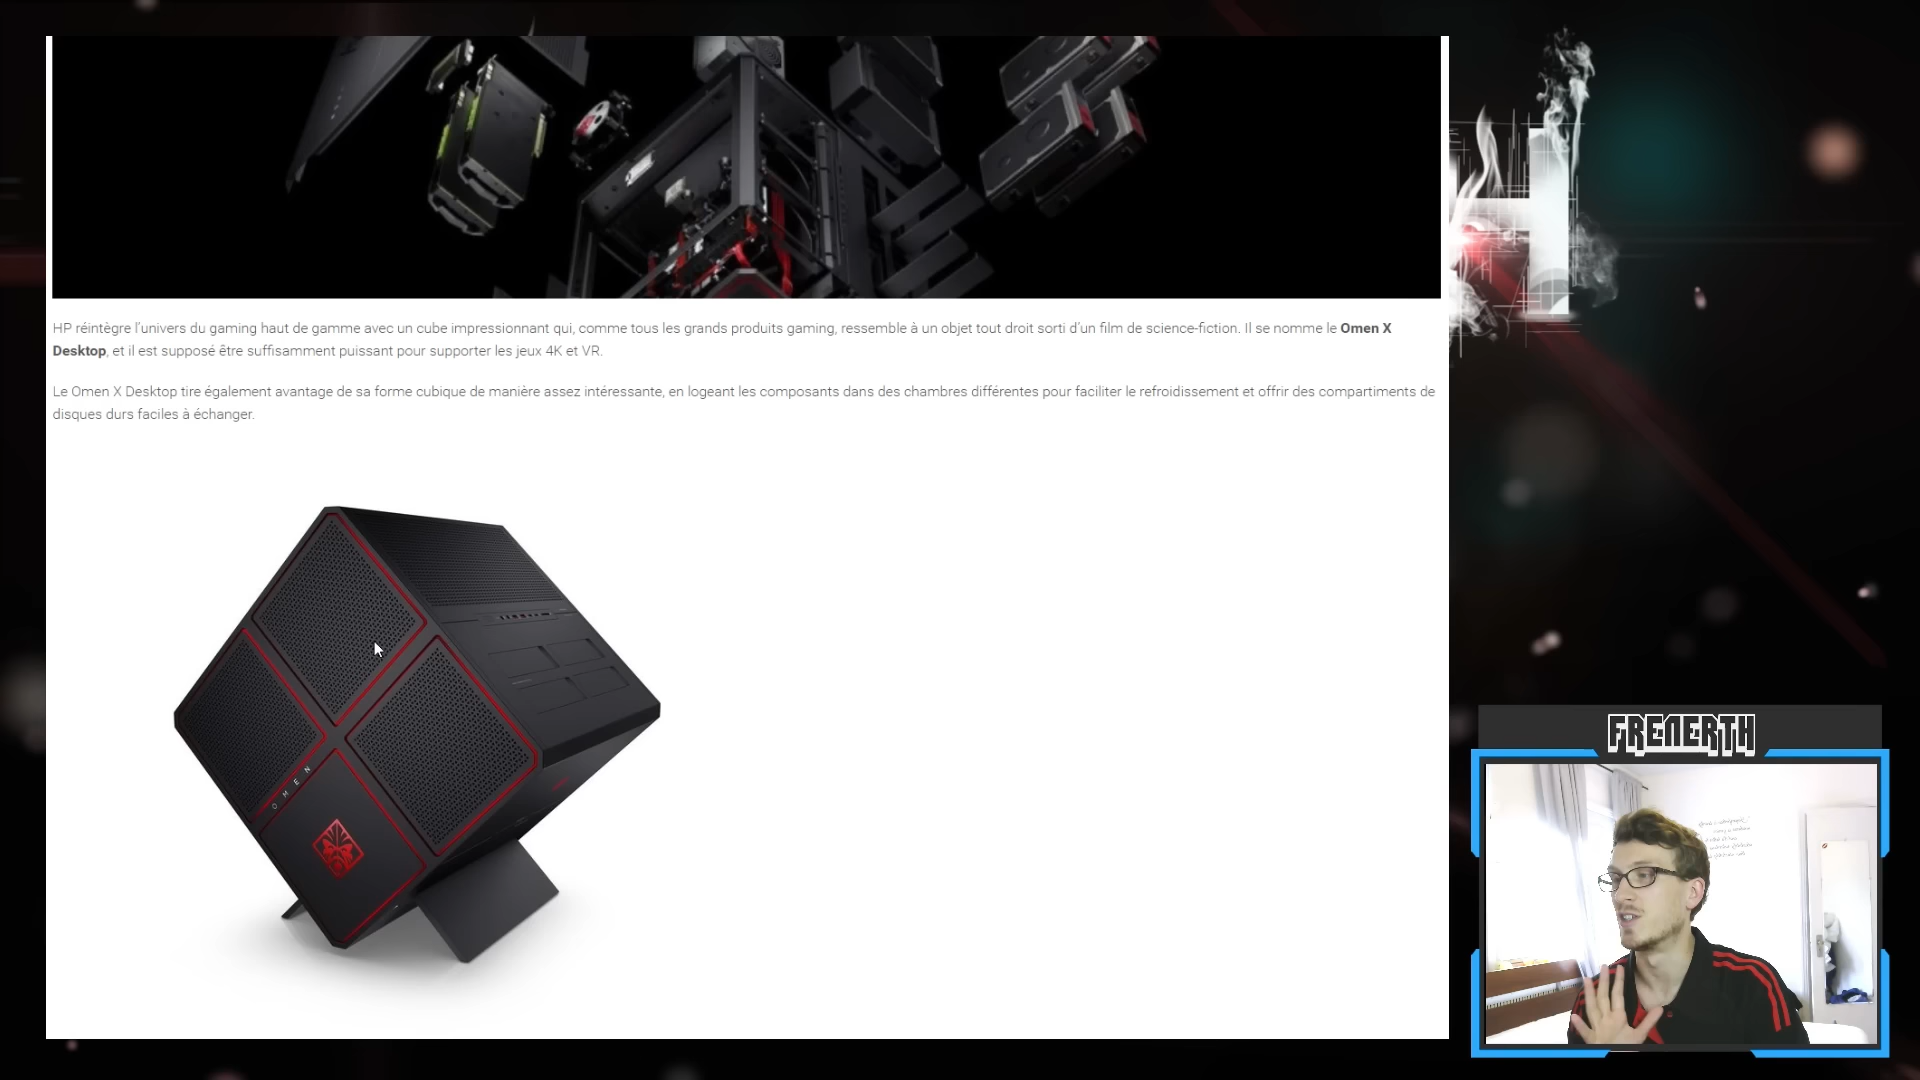 HP réintègre l'univers du gaming haut de gamme avec un cube impressionnant qui, comme tous les grands produits gaming, ressemble à un objet tout droit sorti d'un film de science-fiction. Il se nomme le Omen X
Desktop, et il est supposé être suffisamment puissant pour supporter les jeux 4K et VR.
Le Omen X Desktop tire également avantage de sa forme cubique de manière assez intéressante, en logeant les composants dans des chambres différentes pour faciliter le refroidissement et offrir des compartiments de
disques durs faciles à échanger.
OMEN
FRENERTH